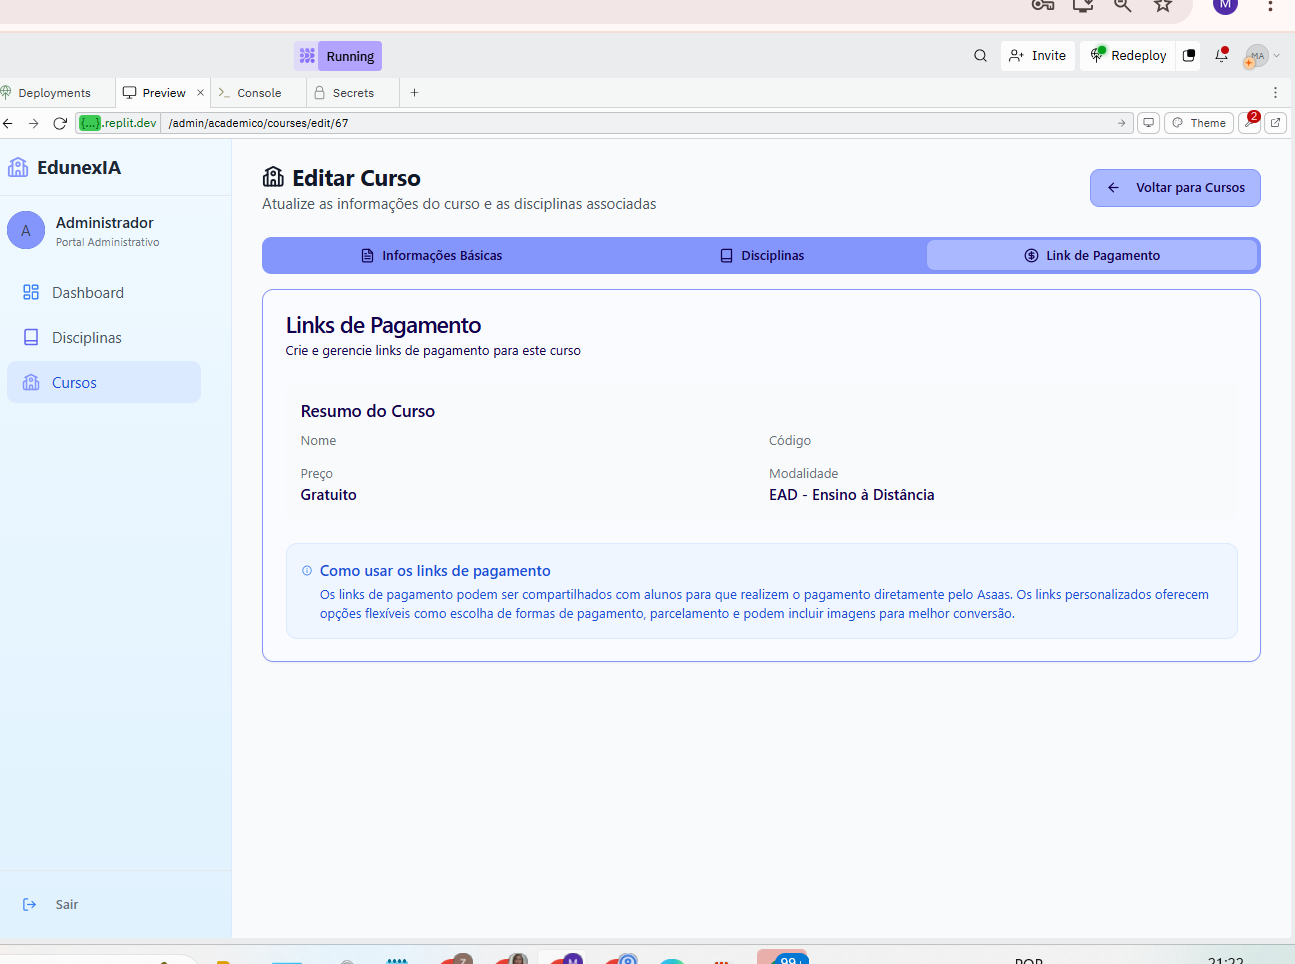 M
Running
Invite
Redeploy
MA
Deployments
Preview
Console
Secrets
{...}.replit.dev
/admin/academico/courses/edit/67
Theme
2
EdunexIA
A
Administrador
Portal Administrativo
Dashboard
Disciplinas
Cursos
Sair
Editar Curso
Atualize as informações do curso e as disciplinas associadas
Voltar para Cursos
Informações Básicas
Disciplinas
Link de Pagamento
Links de Pagamento
Crie e gerencie links de pagamento para este curso
Resumo do Curso
Nome
Código
Preço
Modalidade
Gratuito
EAD - Ensino à Distância
Como usar os links de pagamento
Os links de pagamento podem ser compartilhados com alunos para que realizem o pagamento diretamente pelo Asaas. Os links personalizados oferecem
opções flexíveis como escolha de formas de pagamento, parcelamento e podem incluir imagens para melhor conversão.
Z
M
99+
POR
21:22